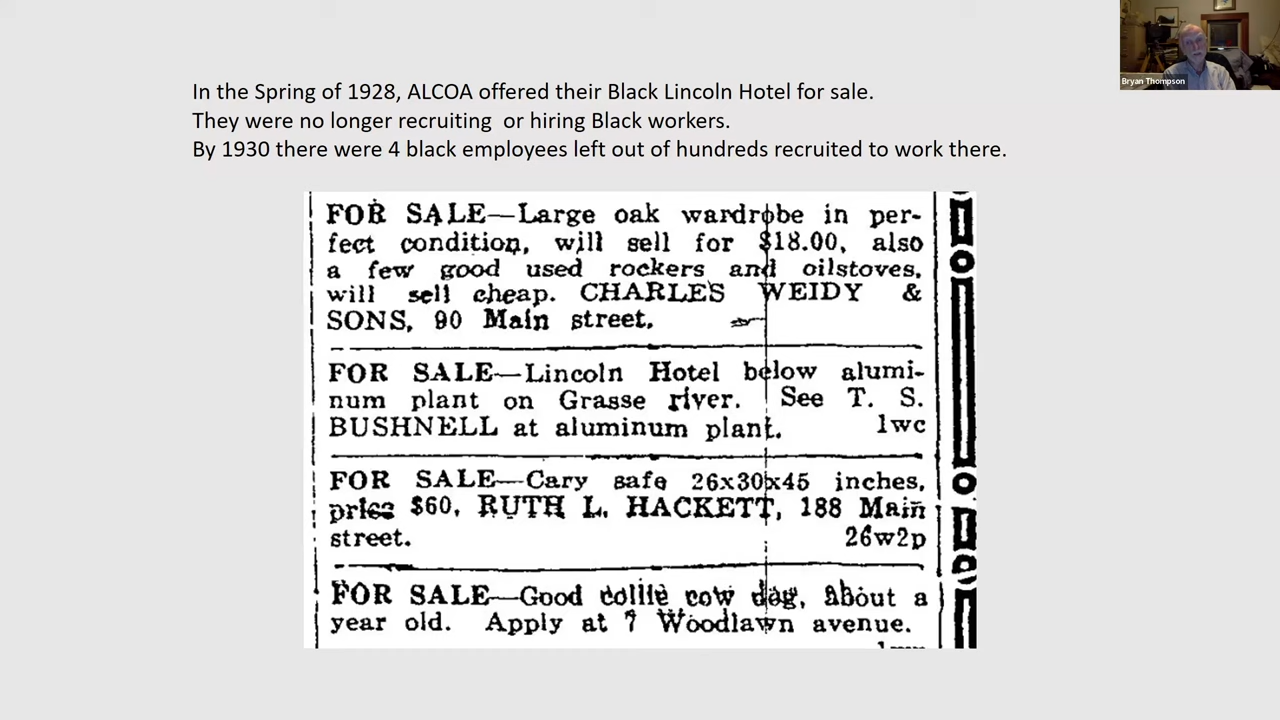 In the Spring of 1928, ALCOA offered their Black Lincoln Hotel for sale.
They were no longer recruiting or hiring Black workers.
By 1930 there were 4 black employees left out of hundreds recruited to work there.
Bryan Thompson
FOR SALE—Large oak wardrobe in per-
fect condition, will sell for $18.00, also
a few good used rockers and oilstoves,
will sell cheap. CHARLES WEIDY &
SONS, 90 Main street.
FOR SALE—Lincoln Hotel below alumi-
num plant on Grasse river. See T. S.
BUSHNELL at aluminum plant. 1wc
FOR SALE—Cary safe 26x30x45 inches,
price $60, RUTH L. HACKETT, 188 Main
street. 26w2p
FOR SALE—Good collie cow dog, about a
year old. Apply at 7 Woodlawn avenue.